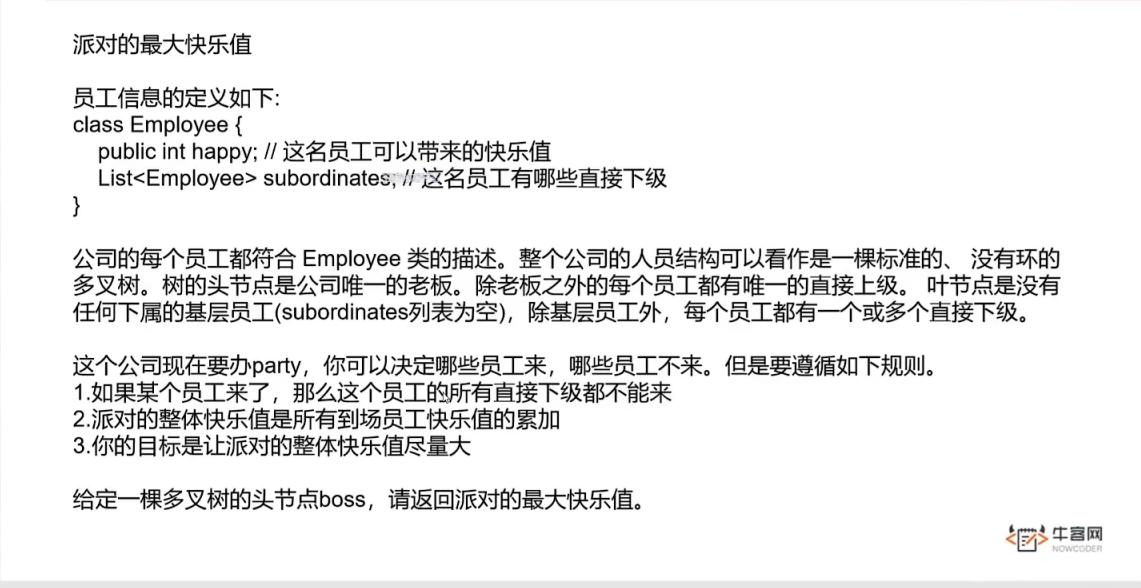 派对的最大快乐值
员工信息的定义如下:
class Employee {
public int happy; // 这名员工可以带来的快乐值
List<Employee> subordinates; // 这名员工有哪些直接下级
}
公司的每个员工都符合 Employee 类的描述。整个公司的人员结构可以看作是一棵标准的、 没有环的
多叉树。树的头节点是公司唯一的老板。除老板之外的每个员工都有唯一的直接上级。 叶节点是没有
任何下属的基层员工(subordinates列表为空)，除基层员工外，每个员工都有一个或多个直接下级。
这个公司现在要办party，你可以决定哪些员工来，哪些员工不来。但是要遵循如下规则。
1.如果某个员工来了，那么这个员工的所有直接下级都不能来
2.派对的整体快乐值是所有到场员工快乐值的累加
3.你的目标是让派对的整体快乐值尽量大
给定一棵多叉树的头节点boss，请返回派对的最大快乐值。
牛客网
NOWCODER